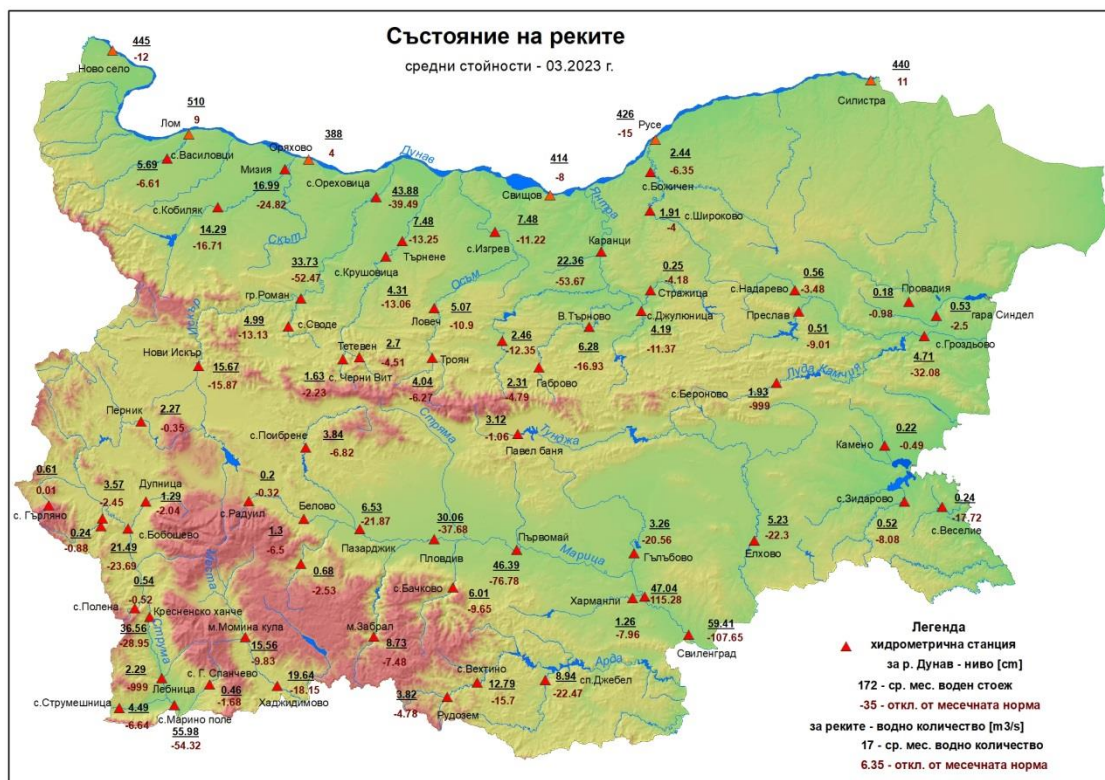 Състояние на реките
средни стойности - 03.2023 г.
445
-12
Ново село
510
9
Лом
388
4
Оряхово
Дунав
414
-8
Свищов
426
-15
Русе
440
11
Силистра
5.69
-6.61
с.Василовци
Мизия
16.99
-24.82
с.Кобиляк
14.29
-16.71
Скът
с.Ореховица
43.88
-39.49
7.48
-13.25
Търнене
с.Крушовица
4.31
-13.06
7.48
-11.22
с.Изгрев
Осъм
Янтра
Каранци
22.36
-53.67
2.44
-6.35
с.Божичен
1.91
-4
с.Широково
33.73
-52.47
гр.Роман
4.99
-13.13
с.Своде
Искър
Нови Искър
15.67
-15.87
5.07
-10.9
Ловеч
Тетевен
2.7
-4.51
1.63
-2.23
с. Черни Вит
Троян
4.04
-6.27
2.46
-12.35
2.31
-4.79
Габрово
В.Търново
6.28
-16.93
0.25
-4.18
Стражица
с.Джулюница
4.19
-11.37
с.Надарево
0.56
-3.48
Преслав
0.51
-9.01
Провадия
0.18
-0.98
0.53
-2.5
гара Синдел
с.Гроздьово
4.71
-32.08
Луда Камчия
с.Бероново
1.93
-999
Перник
2.27
-0.35
с.Поибрене
3.84
-6.82
Стряма
3.12
-1.06
Павел баня
Тунджа
Камено
0.22
-0.49
0.61
0.01
с. Гърляно
3.57
-2.45
0.24
-0.88
Дупница
1.29
-2.04
с.Бобошево
21.49
-23.69
0.2
-0.32
с.Радуил
Белово
1.3
-6.5
0.68
-2.53
6.53
-21.87
Пазарджик
30.06
-37.68
Пловдив
Първомай
46.39
-76.78
Марица
3.26
-20.56
Гълъбово
5.23
-22.3
Елхово
с.Зидарово
0.52
-8.08
0.24
-17.72
с.Веселие
с.Бачково
6.01
-9.65
Харманли
1.26
-7.96
47.04
-115.28
59.41
-107.65
Свиленград
0.54
-0.52
с.Полена
Кресненско ханче
36.56
-28.95
Струма
Места
м.Момина кула
15.56
-9.83
м.Забрал
8.73
-7.48
2.29
-999
Лебница
с. Г. Спанчево
0.46
-1.68
19.64
-18.15
Хаджидимово
с.Струмешница
4.49
-6.64
с.Марино поле
55.98
-54.32
3.82
-4.78
Рудозем
с.Вехтино
12.79
-15.7
8.94
-22.47
сп.Джебел
Арда
Легенда
хидрометрична станция
за р. Дунав - ниво [cm]
172 - ср. мес. воден стоеж
-35 - откл. от месечната норма
за реките - водно количество [m3/s]
17 - ср. мес. водно количество
6.35 - откл. от месечната норма